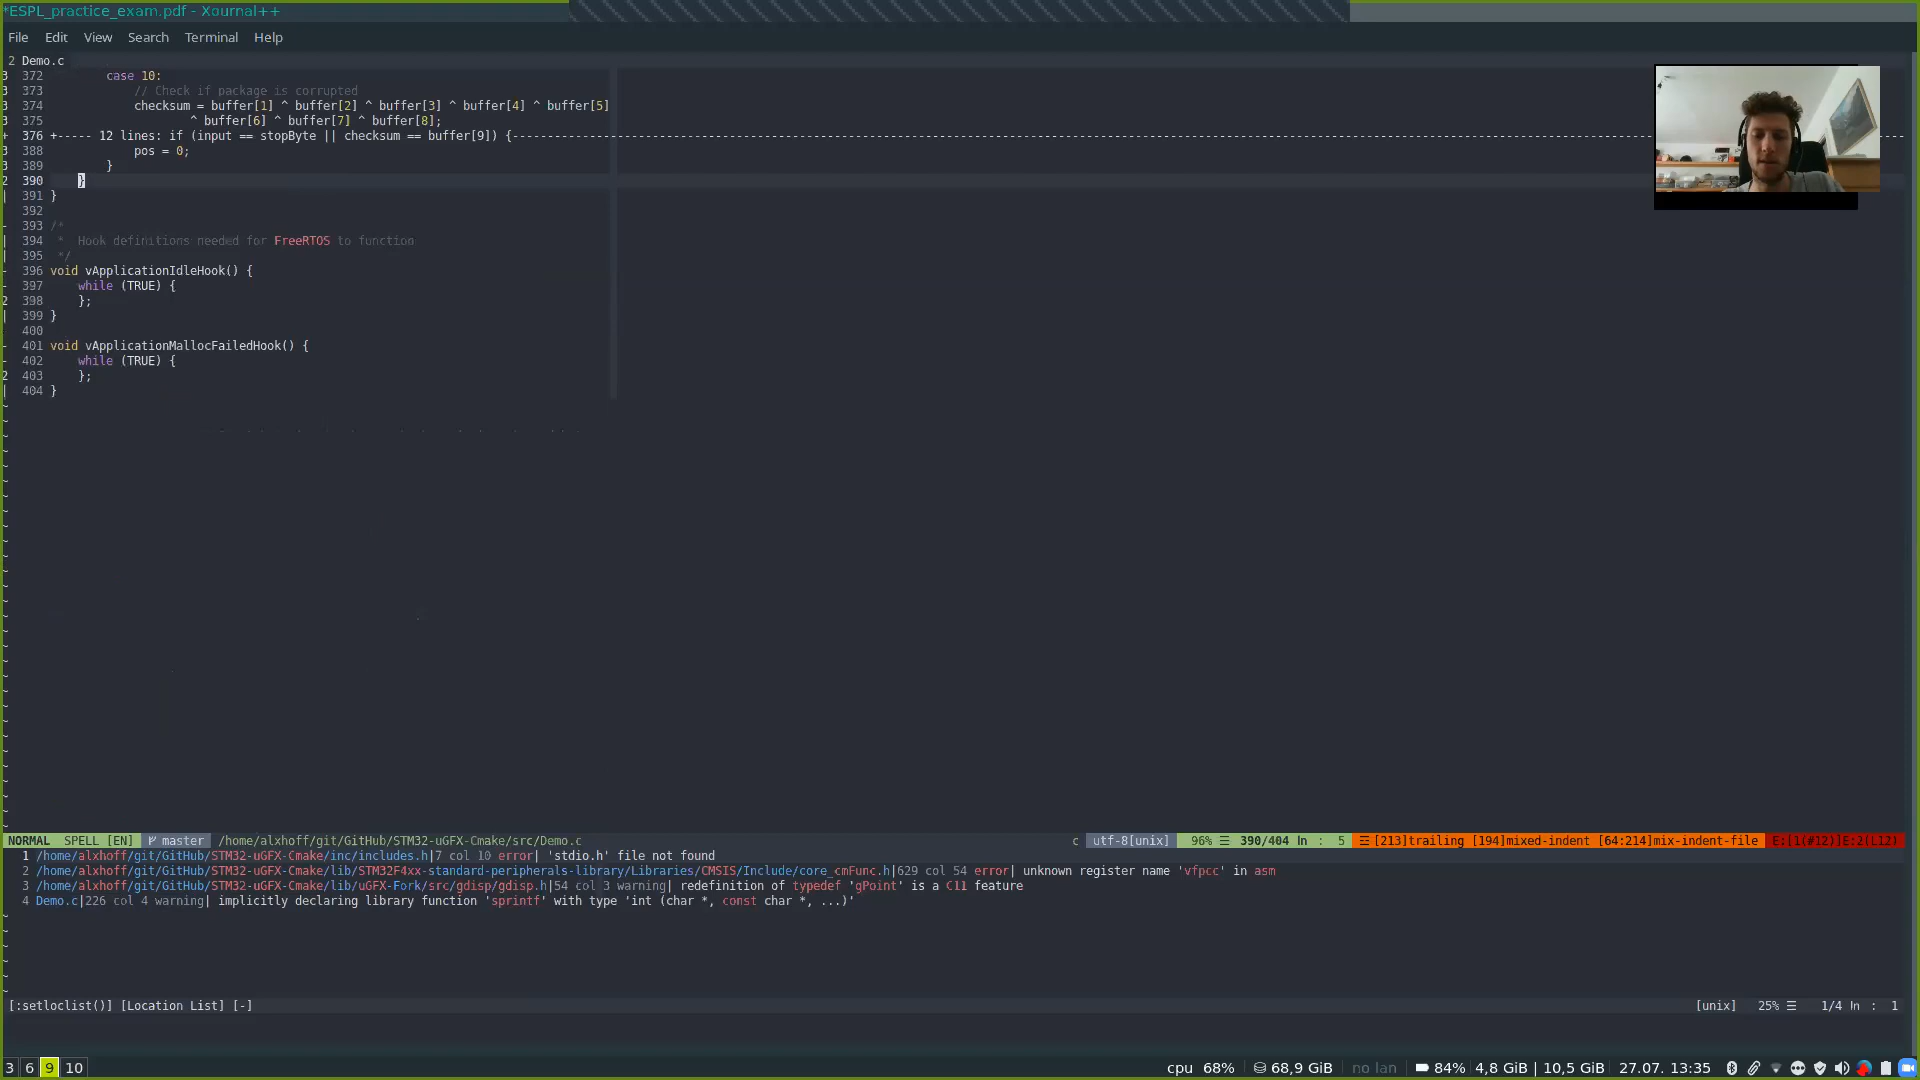 *ESPL_practice_exam.pdf - Xournal++
File Edit View Search Terminal Help
2 Demo.c
3 372 case 10:
3 373 // Check if package is corrupted
3 374 checksum = buffer[1] ^ buffer[2] ^ buffer[3] ^ buffer[4] ^ buffer[5]
3 375 ^ buffer[6] ^ buffer[7] ^ buffer[8];
+ 376 +----- 12 lines: if (input == stopByte || checksum == buffer[9]) {-----
3 388 pos = 0;
3 389 }
2 390 }
| 391 }
392
- 393 /*
| 394 * Hook definitions needed for FreeRTOS to function
| 395 */
- 396 void vApplicationIdleHook() {
- 397 while (TRUE) {
2 398 };
| 399 }
400
- 401 void vApplicationMallocFailedHook() {
- 402 while (TRUE) {
2 403 };
| 404 }
NORMAL SPELL [EN] master /home/alxhoff/git/GitHub/STM32-uGFX-Cmake/src/Demo.c c utf-8[unix] 96% ☰ 390/404 ln : 5 ☲ [213]trailing [194]mixed-indent [64:214]mix-indent-file E:[1(#12)]E:2(L12)
1 /home/alxhoff/git/GitHub/STM32-uGFX-Cmake/inc/includes.h|7 col 10 error| 'stdio.h' file not found
2 /home/alxhoff/git/GitHub/STM32-uGFX-Cmake/lib/STM32F4xx-standard-peripherals-library/Libraries/CMSIS/Include/core_cmFunc.h|629 col 54 error| unknown register name 'vfpcc' in asm
3 /home/alxhoff/git/GitHub/STM32-uGFX-Cmake/lib/uGFX-Fork/src/gdisp/gdisp.h|54 col 3 warning| redefinition of typedef 'gPoint' is a C11 feature
4 Demo.c|226 col 4 warning| implicitly declaring library function 'sprintf' with type 'int (char *, const char *, ...)'
[:setloclist()] [Location List] [-] [unix] 25% ☰ 1/4 ln : 1
3 6 9 10 cpu 68% 68,9 GiB no lan 84% 4,8 GiB | 10,5 GiB 27.07. 13:35